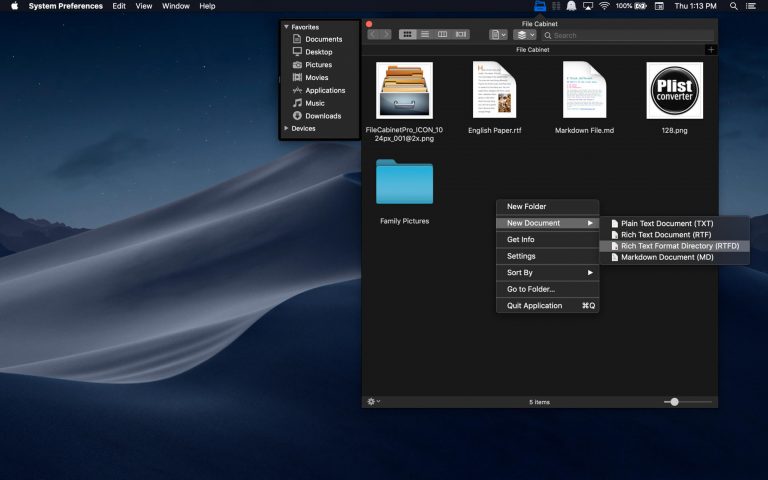 System Preferences Edit View Window Help
100% Thu 1:13 PM
Favorites
Documents
Desktop
Pictures
Movies
Applications
Music
Downloads
Devices
File Cabinet
Search
File Cabinet
Plist
converter
FileCabinetPro_ICON_10
24px_001@2x.png
English Paper.rtf
Markdown File.md
128.png
Family Pictures
New Folder
New Document
Get Info
Settings
Sort By
Go to Folder...
Quit Application ⌘Q
Plain Text Document (TXT)
Rich Text Document (RTF)
Rich Text Format Directory (RTFD)
Markdown Document (MD)
5 items